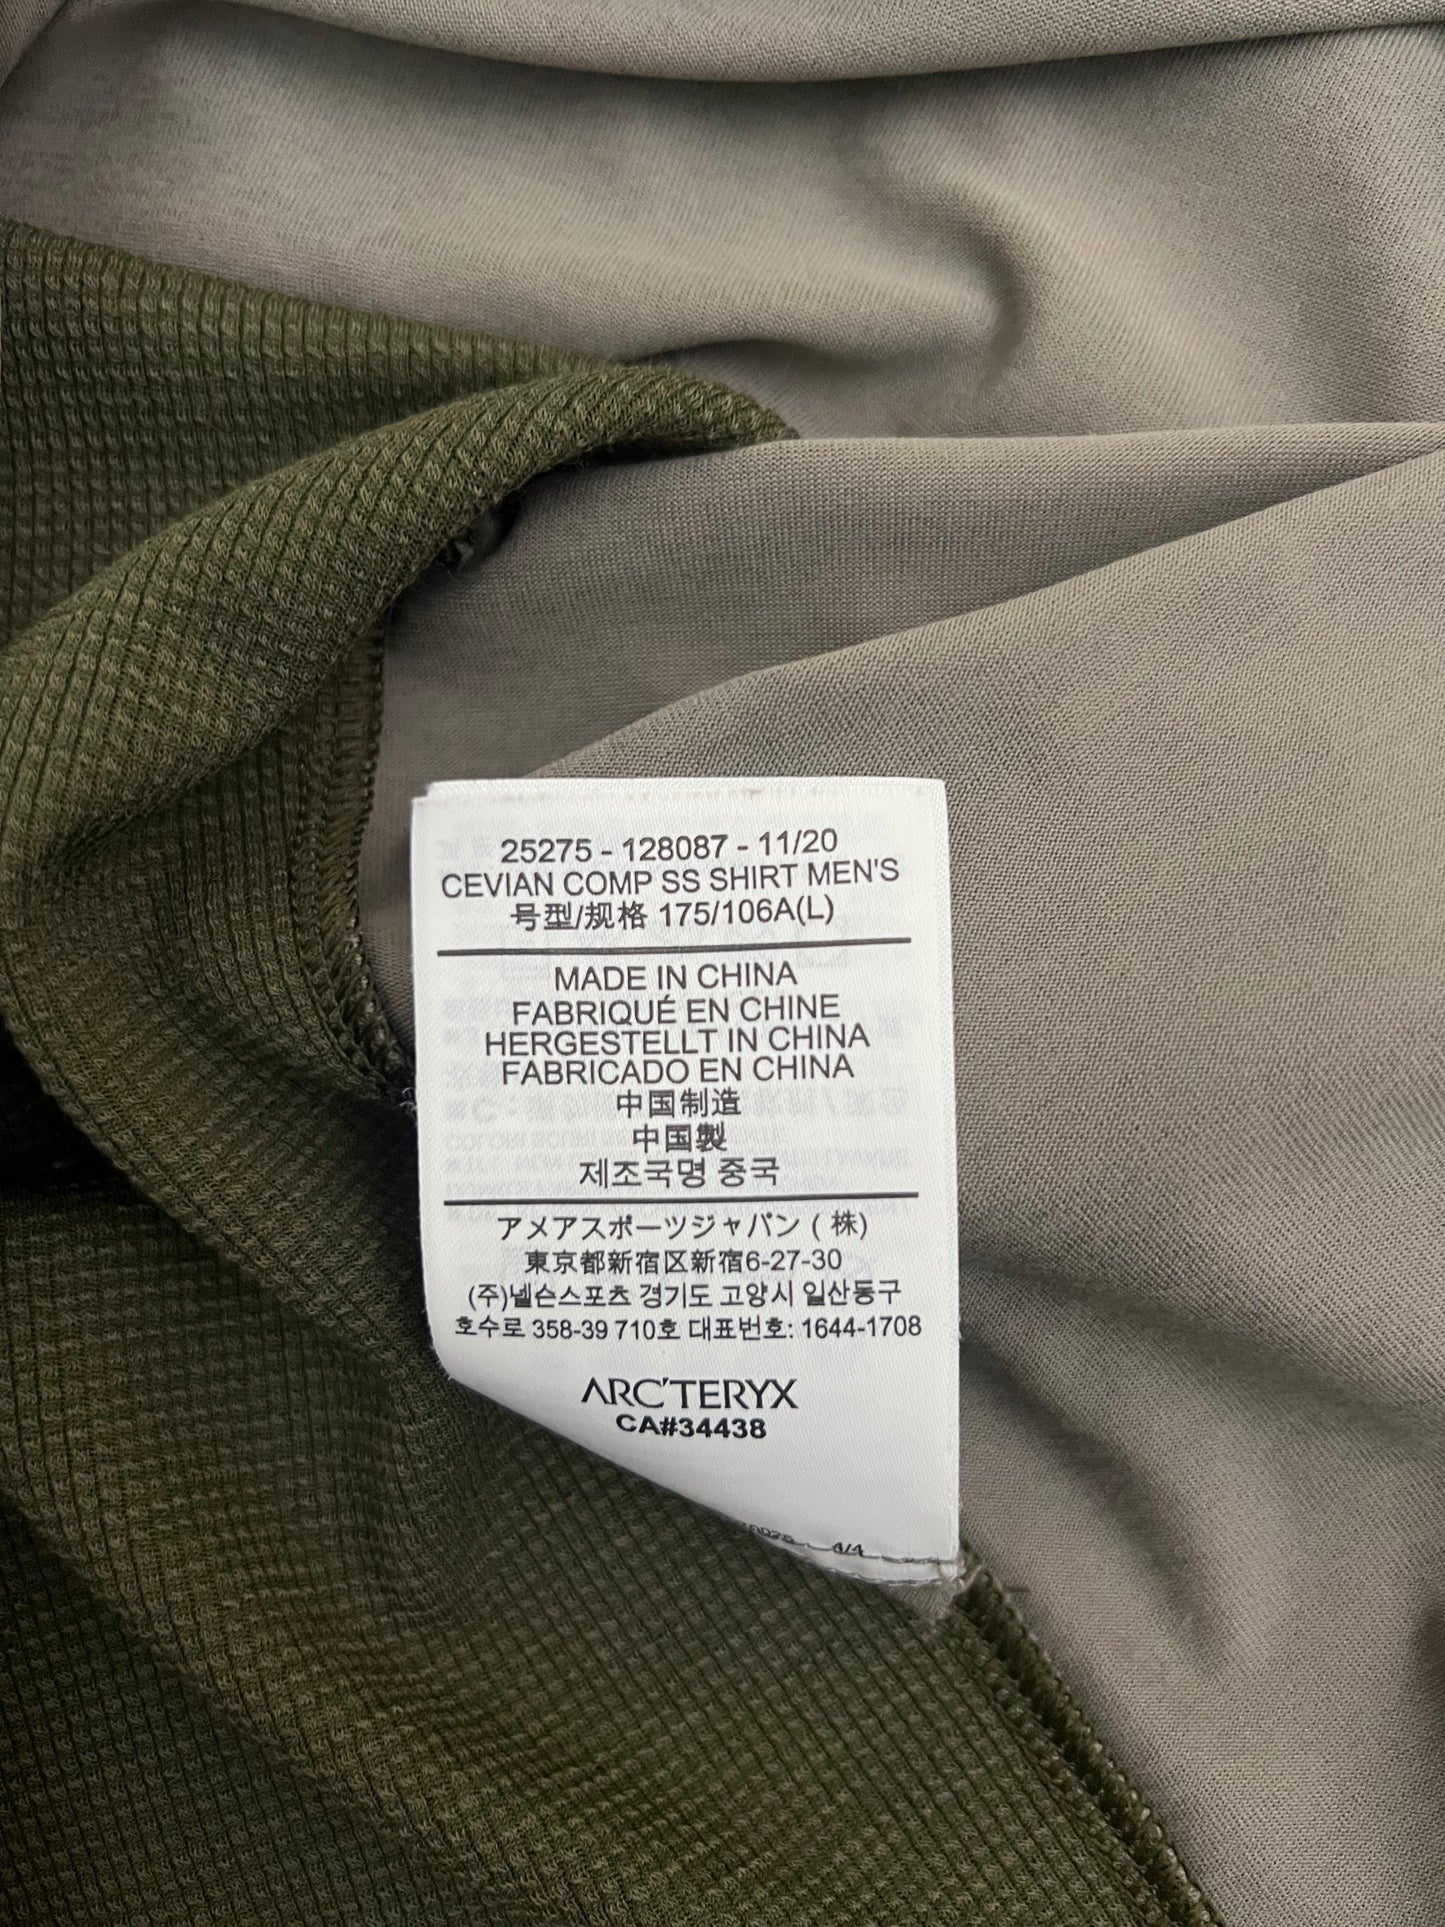 25275 - 128087 - 11/20
CEVIAN COMP SS SHIRT MEN'S
号型/规格 175/106A(L)
MADE IN CHINA
FABRIQUÉ EN CHINE
HERGESTELLT IN CHINA
FABRICADO EN CHINA
中国制造
中国製
제조국명 중국
アメアスポーツジャパン ( 株)
東京都新宿区新宿6-27-30
(주)넬슨스포츠 경기도 고양시 일산동구
호수로 358-39 710호 대표번호: 1644-1708
ARC'TERYX
CA#34438
4/4